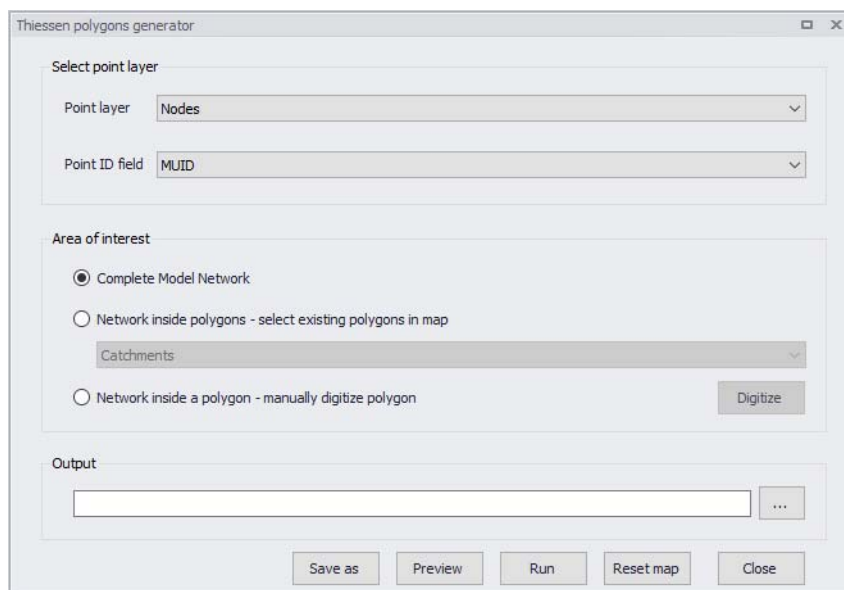 Thiessen polygons generator
Select point layer
Point layer Nodes
Point ID field MUID
Area of interest
Complete Model Network
Network inside polygons - select existing polygons in map
Catchments
Network inside a polygon - manually digitize polygon Digitize
Output
...
Save as Preview Run Reset map Close